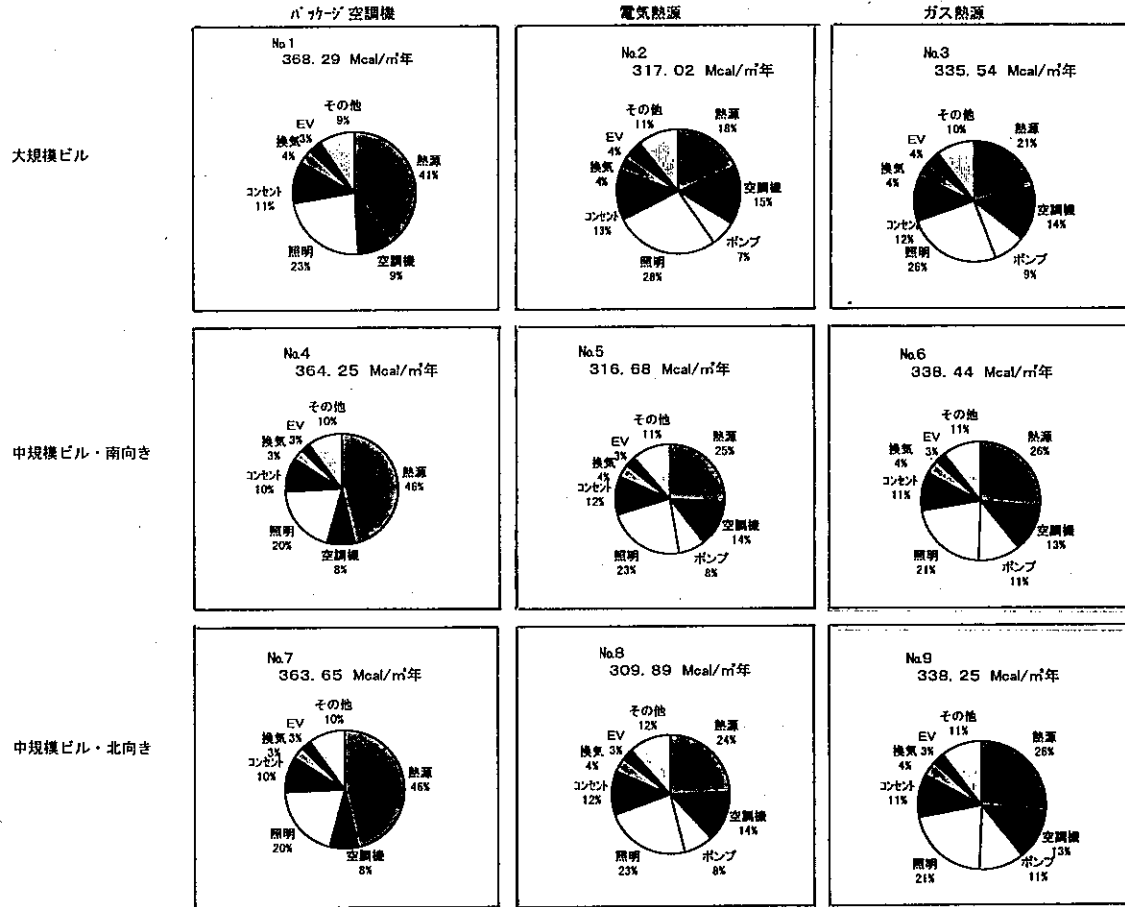 パッケージ空調機
電気熱源
ガス熱源
大規模ビル
No.1
368.29 Mcal/㎡年
その他
9%
EV
3%
換気
4%
コンセント
11%
照明
23%
空調機
9%
熱源
41%
No.2
317.02 Mcal/㎡年
その他
11%
EV
4%
換気
4%
コンセント
13%
照明
28%
ポンプ
7%
空調機
15%
熱源
18%
No.3
335.54 Mcal/㎡年
その他
10%
EV
4%
換気
4%
コンセント
12%
照明
26%
ポンプ
9%
空調機
14%
熱源
21%
中規模ビル・南向き
No.4
364.25 Mcal/㎡年
その他
10%
EV
3%
換気
3%
コンセント
10%
照明
20%
空調機
8%
熱源
46%
No.5
316.68 Mcal/㎡年
その他
11%
EV
3%
換気
4%
コンセント
12%
照明
23%
ポンプ
8%
空調機
14%
熱源
25%
No.6
338.44 Mcal/㎡年
その他
11%
EV
3%
換気
4%
コンセント
11%
照明
21%
ポンプ
11%
空調機
13%
熱源
26%
中規模ビル・北向き
No.7
363.65 Mcal/㎡年
その他
10%
EV
3%
換気
3%
コンセント
10%
照明
20%
空調機
8%
熱源
46%
No.8
309.89 Mcal/㎡年
その他
12%
EV
3%
換気
4%
コンセント
12%
照明
23%
ポンプ
8%
空調機
14%
熱源
24%
No.9
338.25 Mcal/㎡年
その他
11%
EV
3%
換気
4%
コンセント
11%
照明
21%
ポンプ
11%
空調機
13%
熱源
26%